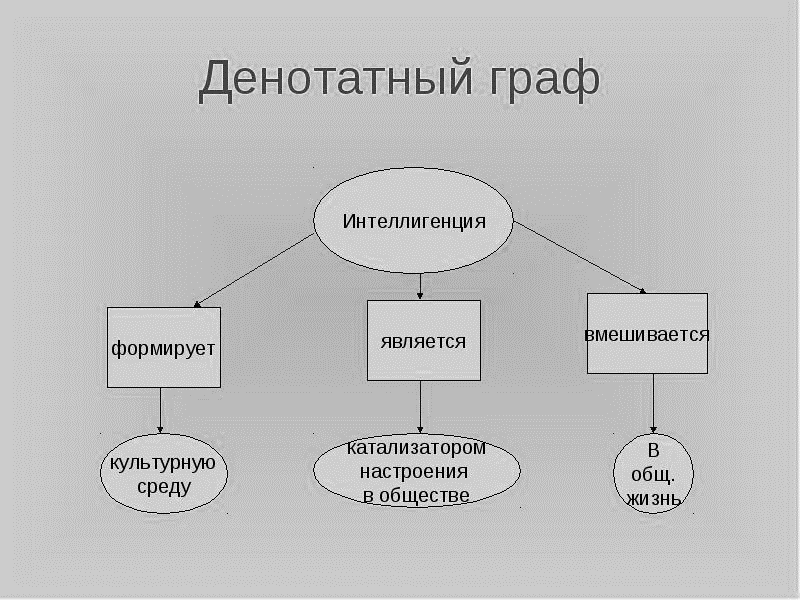 Денотатный граф
Интеллигенция
формирует
является
вмешивается
культурную
среду
катализатором
настроения
в обществе
В
общ.
жизнь